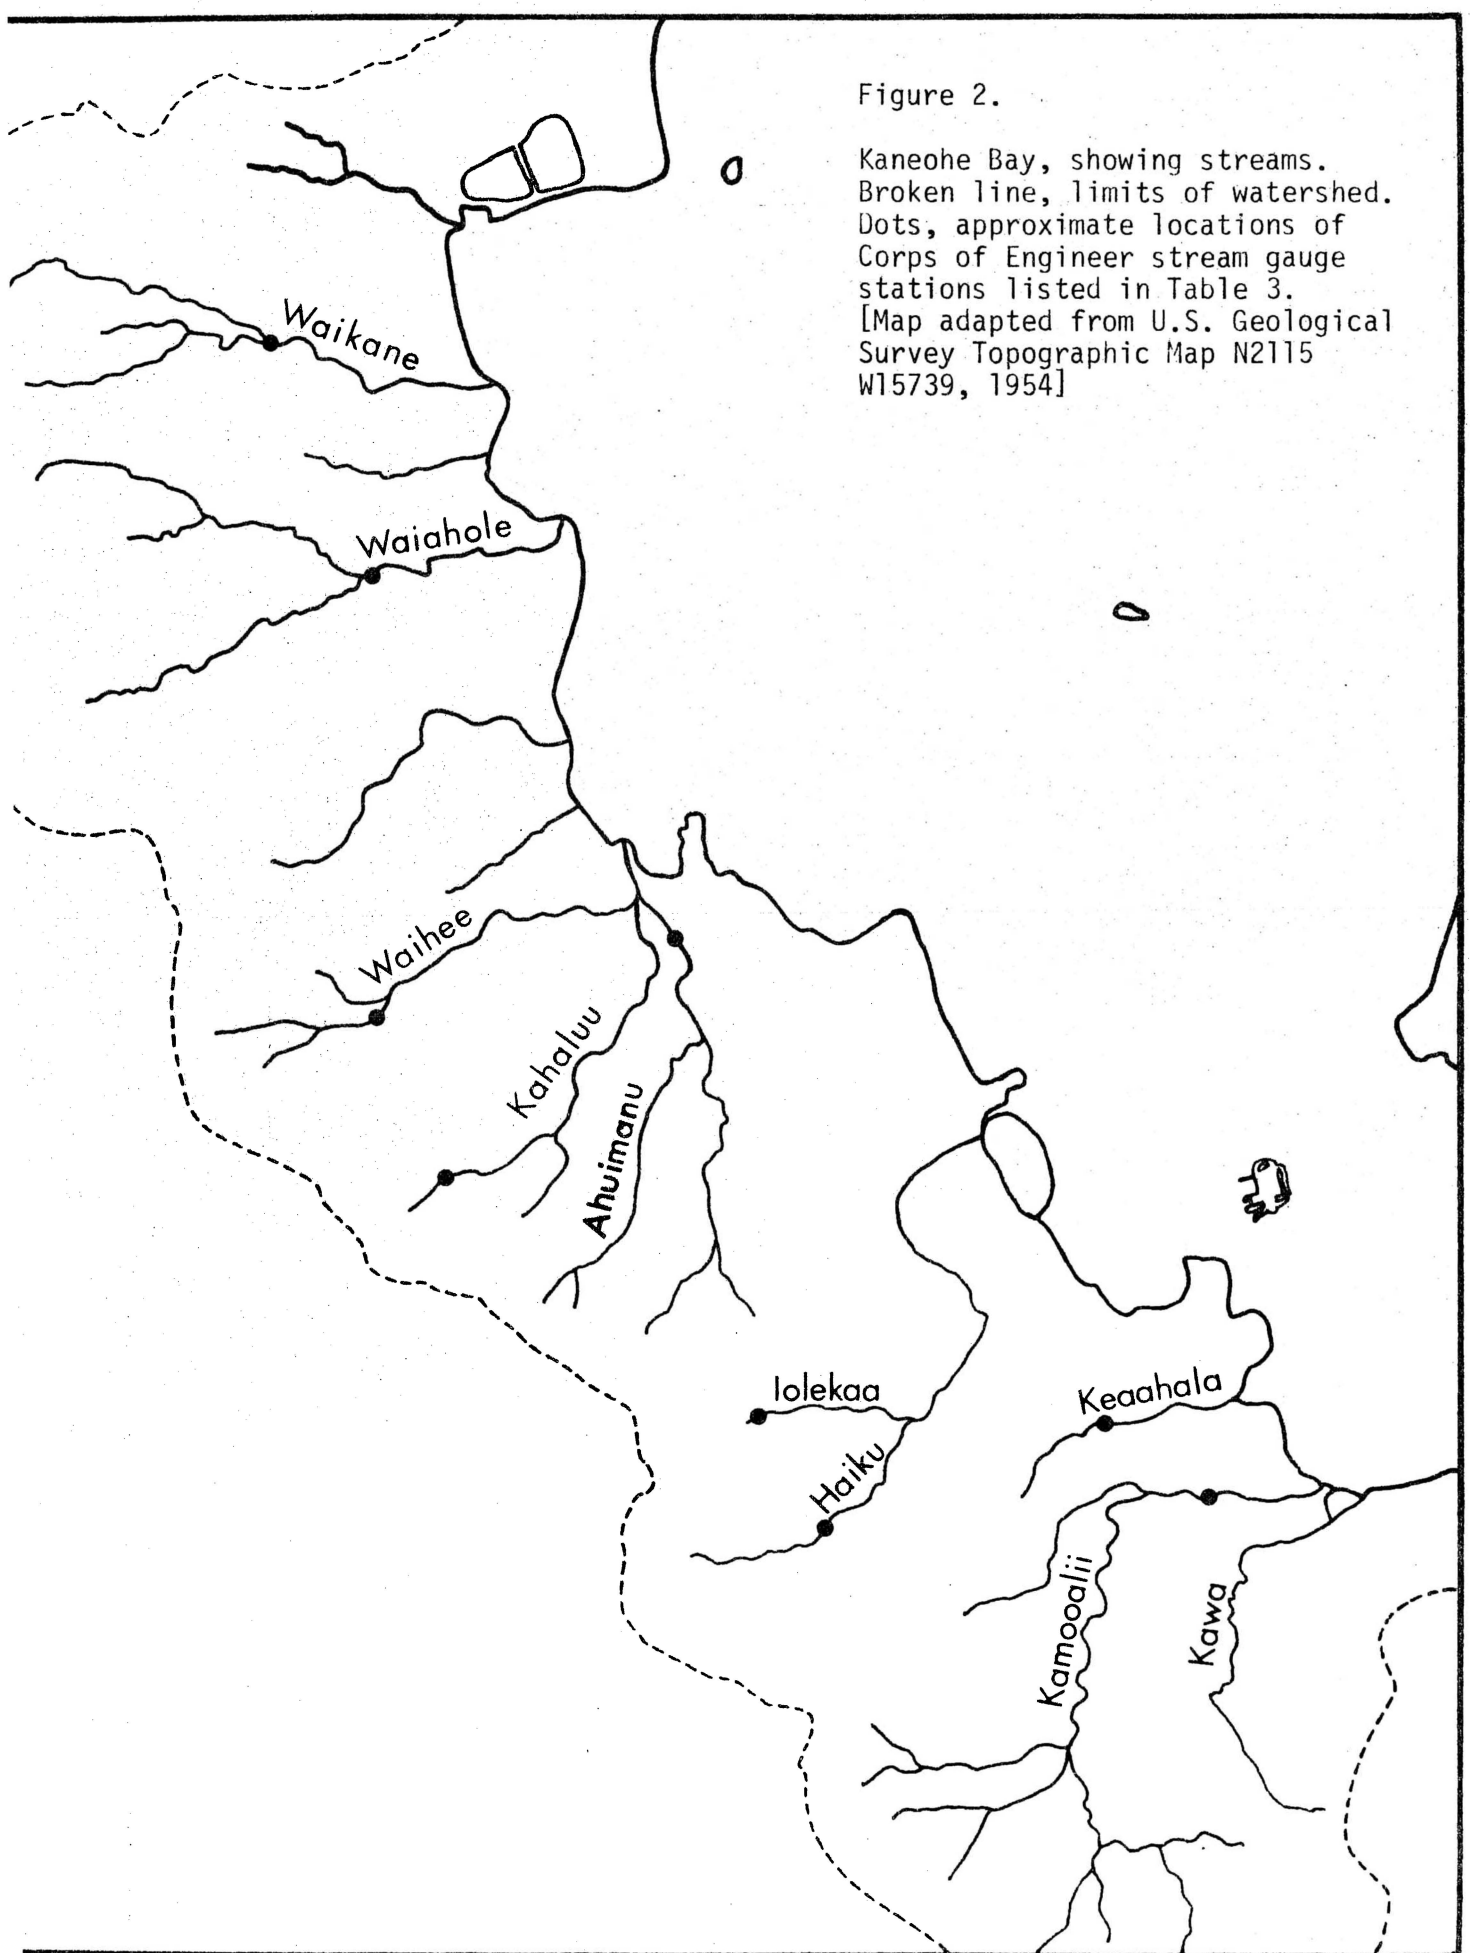 Figure 2.
Kaneohe Bay, showing streams.
Broken line, limits of watershed.
Dots, approximate locations of
Corps of Engineer stream gauge
stations listed in Table 3.
[Map adapted from U.S. Geological
Survey Topographic Map N2115
W15739, 1954]
Waikane
Waiahole
Waihee
Kahaluu
Ahuimanu
Iolekaa
Haiku
Keaahala
Kamooalii
Kawa